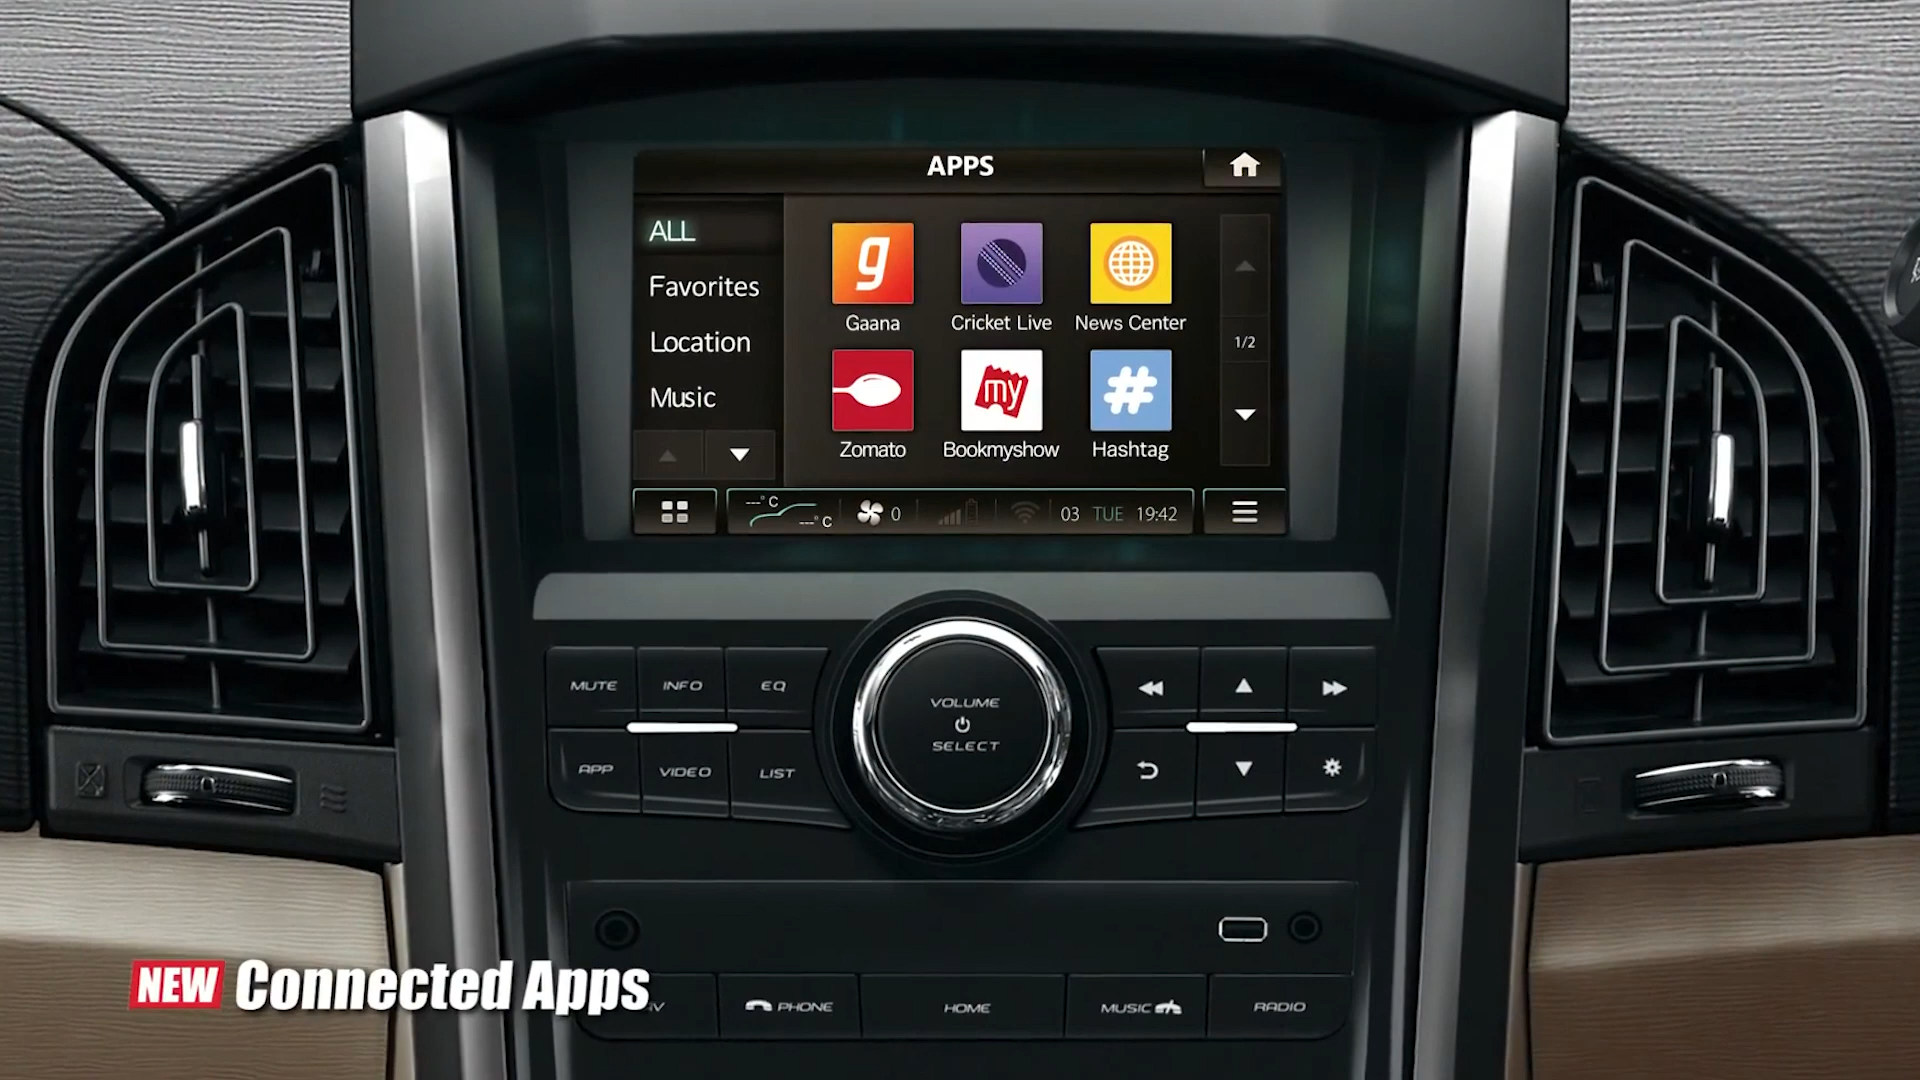 APPS
ALL
Favorites
Location
Music
g
Gaana
Cricket Live
News Center
Zomato
my
Bookmyshow
#
Hashtag
1/2
---° C
---° C
0
03 TUE 19:42
MUTE INFO EQ
APP VIDEO LIST
VOLUME
SELECT
NEW Connected Apps
PHONE HOME MUSIC RADIO